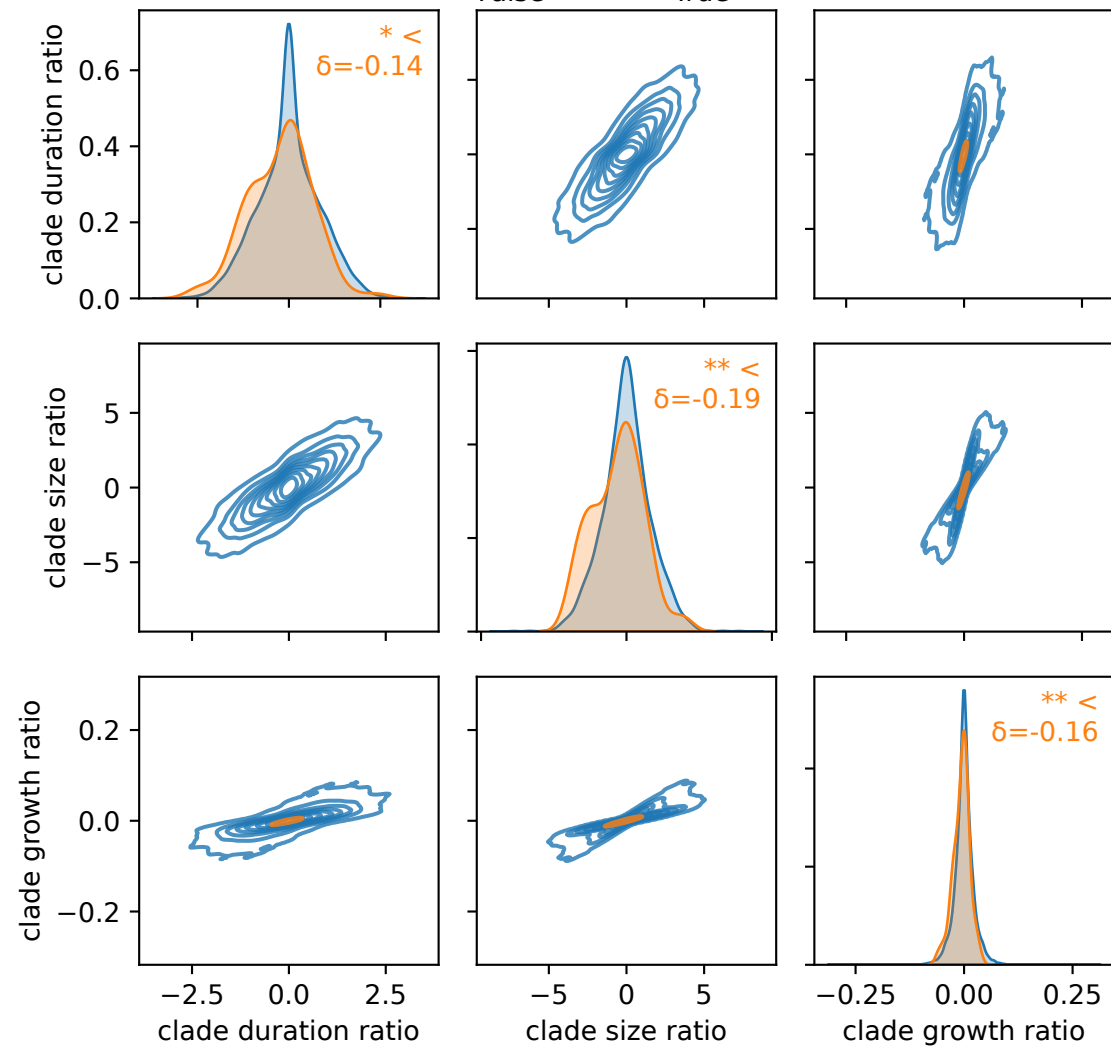 clade duration ratio
0.6
0.4
0.2
0.0
* <
δ=-0.14
clade size ratio
5
0
−5
** <
δ=-0.19
clade growth ratio
0.2
0.0
−0.2
** <
δ=-0.16
−2.5 0.0 2.5
−5 0 5
−0.25 0.00 0.25
clade duration ratio
clade size ratio
clade growth ratio